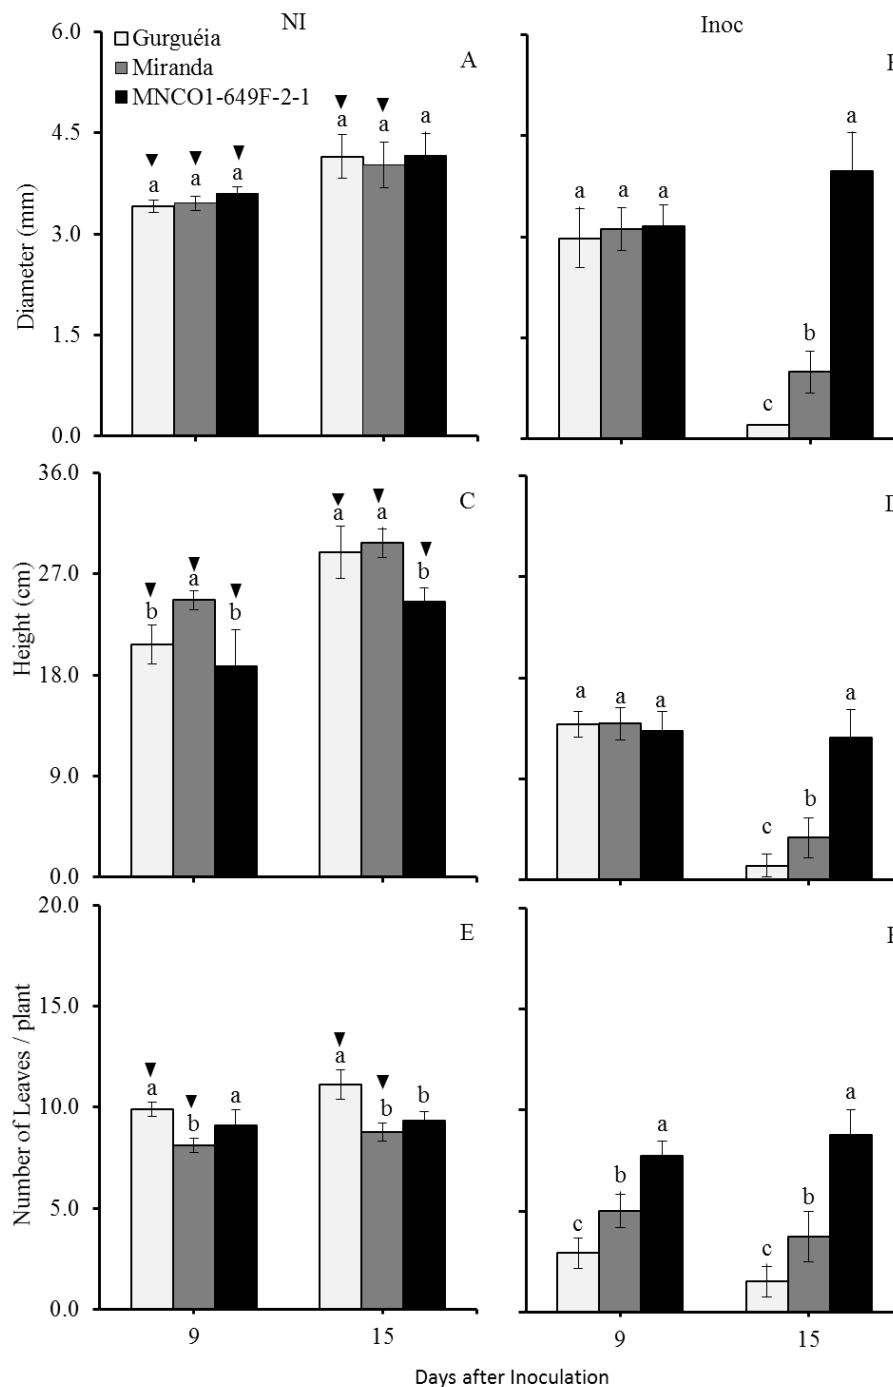 NI
Gurguéia
Miranda
MNCO1-649F-2-1
A
6.0
4.5
3.0
1.5
0.0
Diameter (mm)
a a a a a a
Inoc
a a a c b a
C
36.0
27.0
18.0
9.0
0.0
Height (cm)
b a b a a b
a a a c b a
E
20.0
15.0
10.0
5.0
0.0
Number of Leaves / plant
a b a a b b
c b a c b a
9 15
9 15
Days after Inoculation